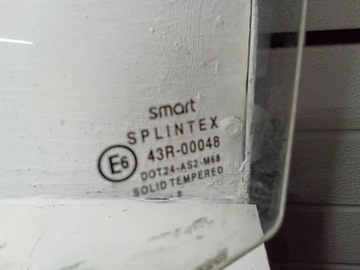 smart
SPLINTEX
E6 43R-00048
DOT24-AS2-M68
SOLID TEMPERED